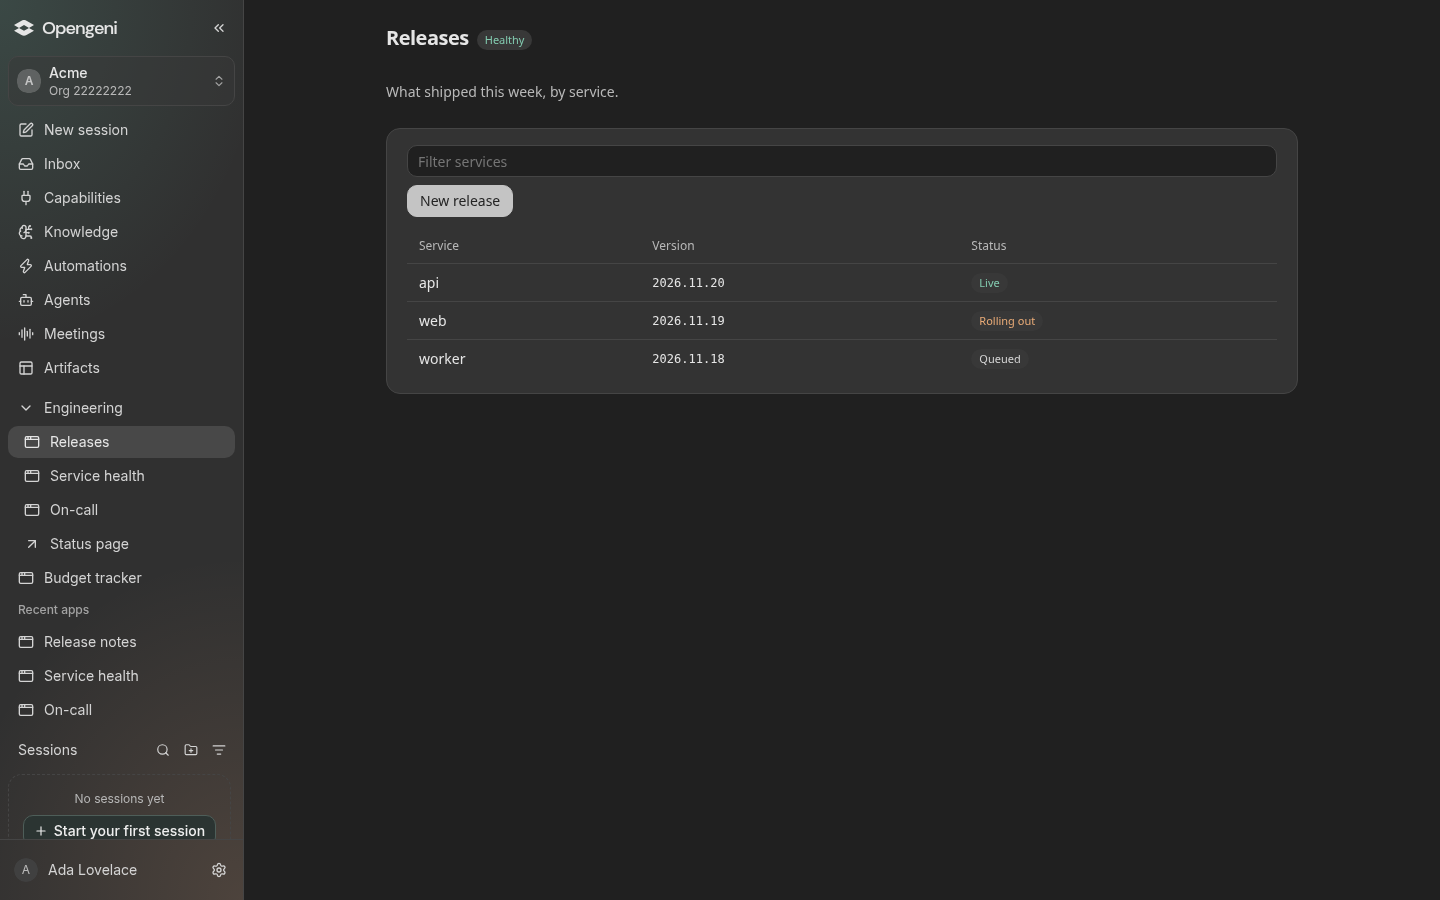 Opengeni
A
Acme
Org 22222222
New session
Inbox
Capabilities
Knowledge
Automations
Agents
Meetings
Artifacts
Engineering
Releases
Service health
On-call
Status page
Budget tracker
Recent apps
Release notes
Service health
On-call
Sessions
No sessions yet
Start your first session
A
Ada Lovelace
Releases
Healthy
What shipped this week, by service.
Filter services
New release
Service Version Status
api 2026.11.20 Live
web 2026.11.19 Rolling out
worker 2026.11.18 Queued